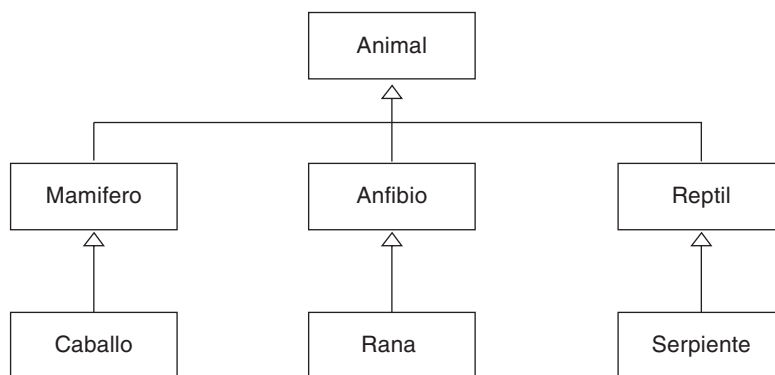 Animal
Mamifero
Anfibio
Reptil
Caballo
Rana
Serpiente